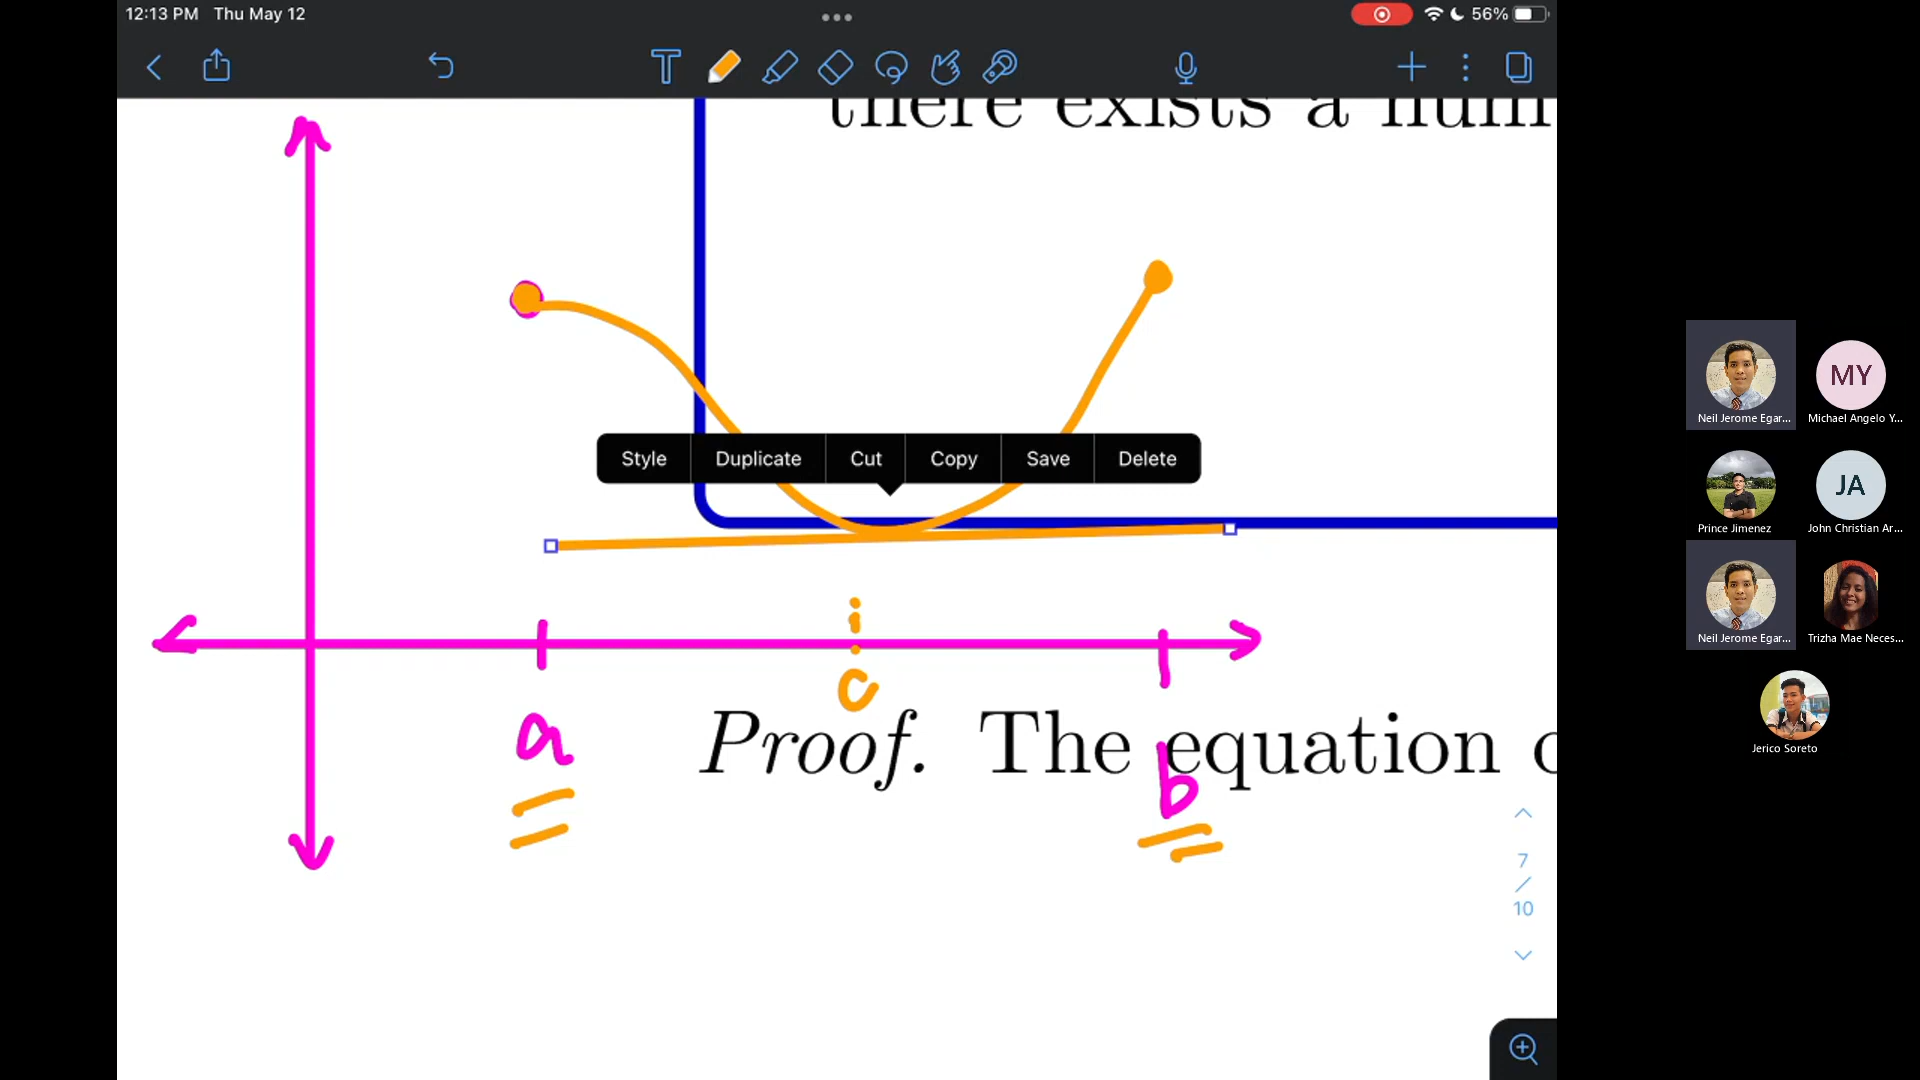 12:13 PM Thu May 12
56%
there exists a num
Style Duplicate Cut Copy Save Delete
c
a
b
Proof. The equation
7
/
10
Neil Jerome Egar...
MY
Michael Angelo Y...
Prince Jimenez
JA
John Christian Ar...
Neil Jerome Egar...
Trizha Mae Neces...
Jerico Soreto